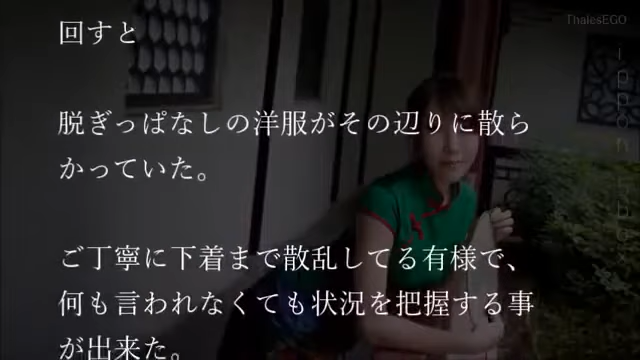 ThalesEGO
回すと
脱ぎっぱなしの洋服がその辺りに散ら
かっていた。
ご丁寧に下着まで散乱してる有様で、
何も言われなくても状況を把握する事
が出来た。